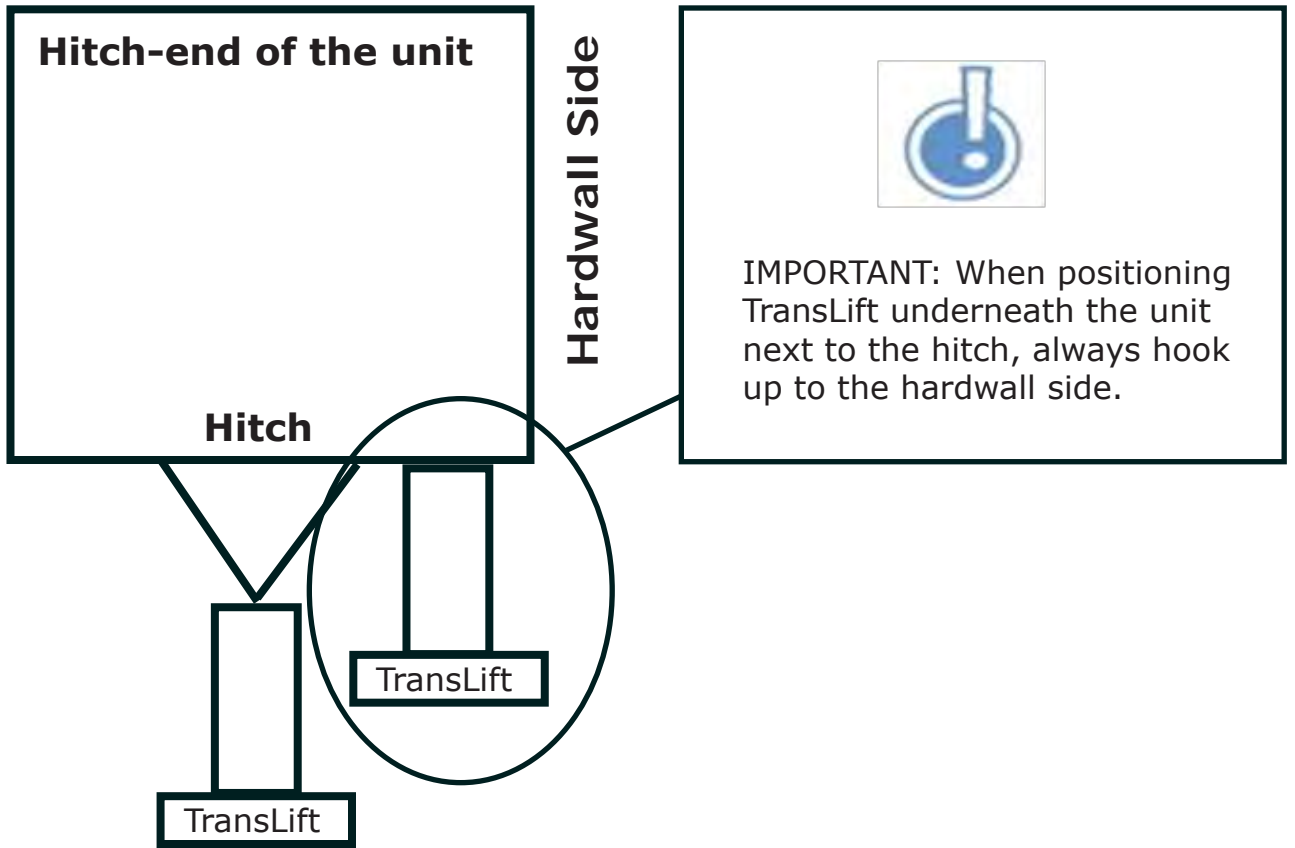 Hitch-end of the unit
Hardwall Side
IMPORTANT: When positioning
TransLift underneath the unit
next to the hitch, always hook
up to the hardwall side.
Hitch
TransLift
TransLift